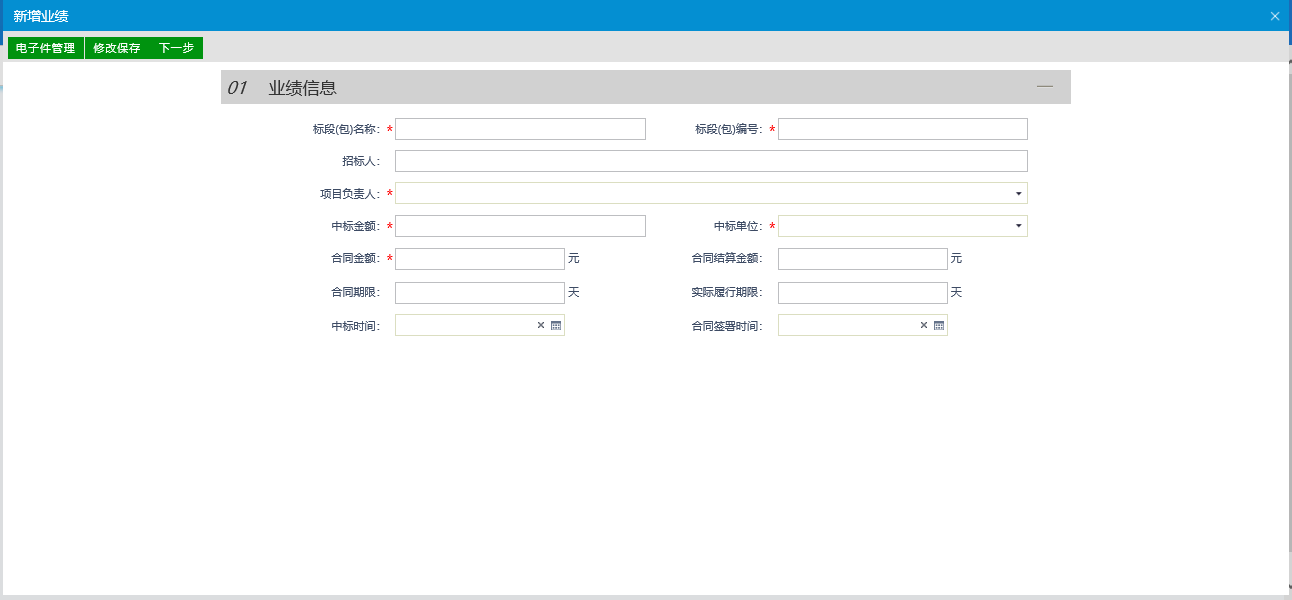 新增业绩
电子件管理 修改保存 下一步
01 业绩信息
标段(包)名称：* 标段(包)编号：*
招标人：
项目负责人：*
中标金额：* 中标单位：*
合同金额：* 元 合同结算金额： 元
合同期限： 天 实际履行期限： 天
中标时间： 合同签署时间：